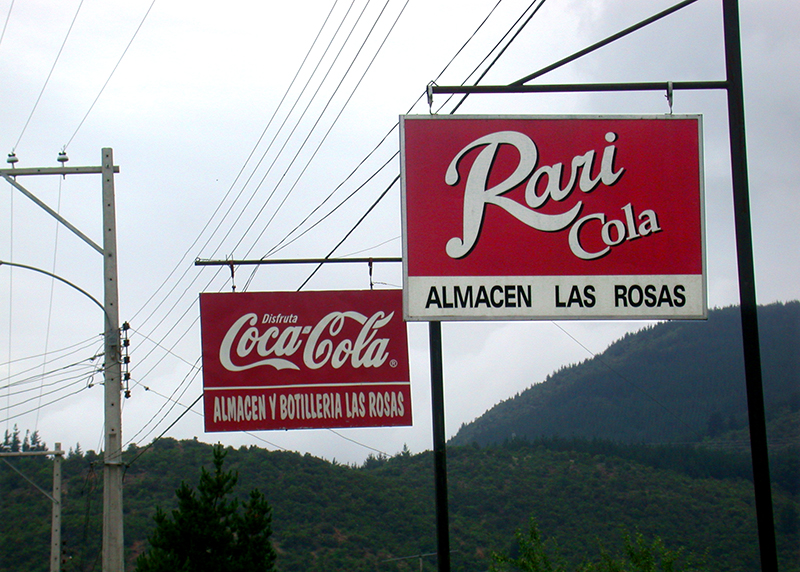 Rari
Cola
ALMACEN LAS ROSAS
Disfruta
Coca-Cola®
ALMACEN Y BOTILLERIA LAS ROSAS